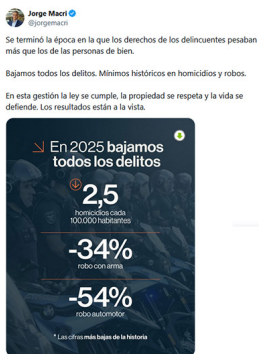 Jorge Macri
@jorgemacri
Se terminó la época en la que los derechos de los delincuentes pesaban
más que los de las personas de bien.
Bajamos todos los delitos. Mínimos históricos en homicidios y robos.
En esta gestión la ley se cumple, la propiedad se respeta y la vida se
defiende. Los resultados están a la vista.
En 2025 bajamos
todos los delitos
2,5
homicidios cada
100.000 habitantes
-34%
robo con arma
-54%
robo automotor
* Las cifras más bajas de la historia